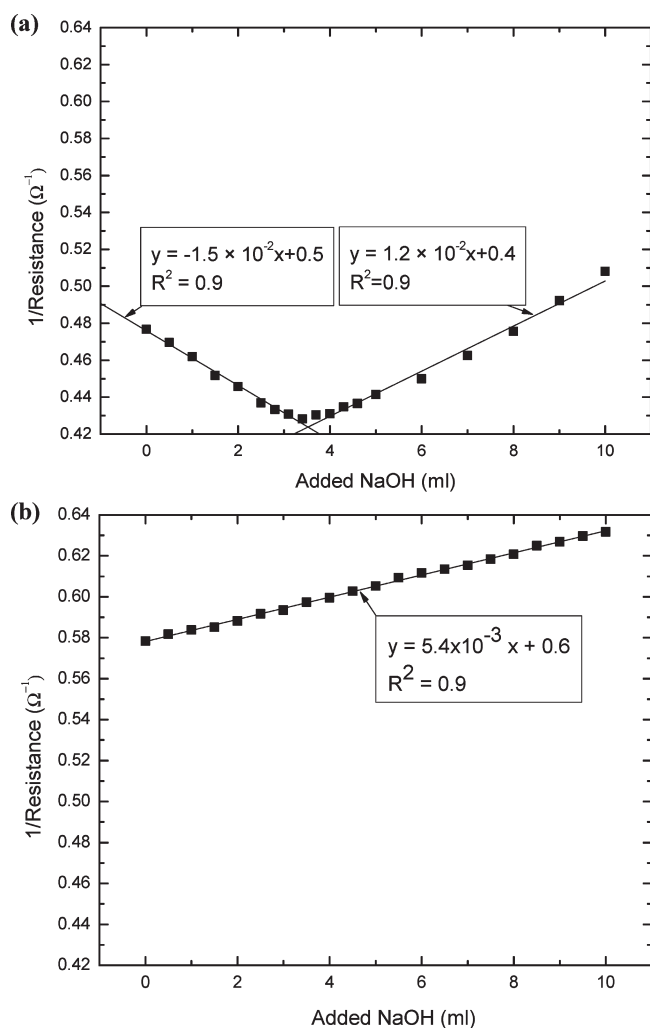 (a)
0.64
0.62
0.60
0.58
0.56
0.54
0.52
0.50
0.48
0.46
0.44
0.42
1/Resistance (Ω⁻¹)
y = -1.5 × 10⁻²x+0.5
R² = 0.9
y = 1.2 × 10⁻²x+0.4
R²=0.9
0 2 4 6 8 10
Added NaOH (ml)
(b)
0.64
0.62
0.60
0.58
0.56
0.54
0.52
0.50
0.48
0.46
0.44
0.42
1/Resistance (Ω⁻¹)
y = 5.4x10⁻³ x + 0.6
R² = 0.9
0 2 4 6 8 10
Added NaOH (ml)